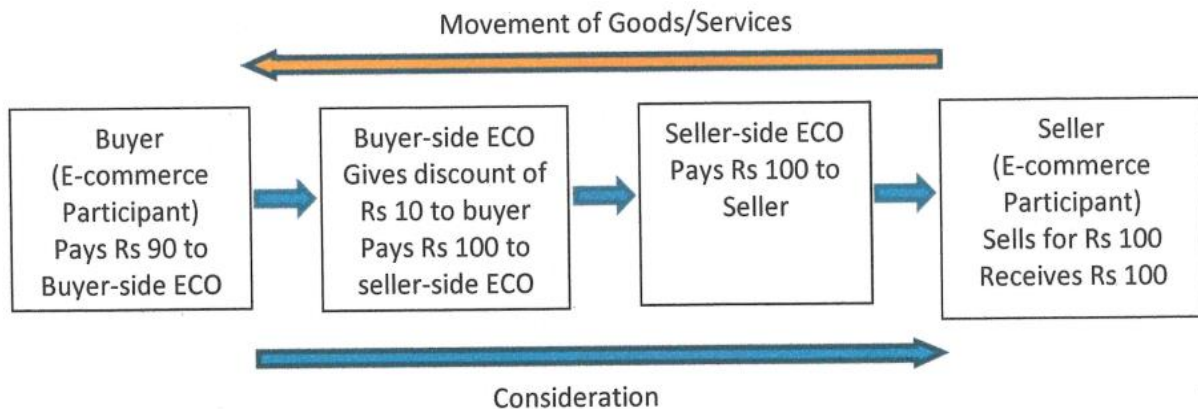 Movement of Goods/Services
Buyer
(E-commerce
Participant)
Pays Rs 90 to
Buyer-side ECO
Buyer-side ECO
Gives discount of
Rs 10 to buyer
Pays Rs 100 to
seller-side ECO
Seller-side ECO
Pays Rs 100 to
Seller
Seller
(E-commerce
Participant)
Sells for Rs 100
Receives Rs 100
Consideration